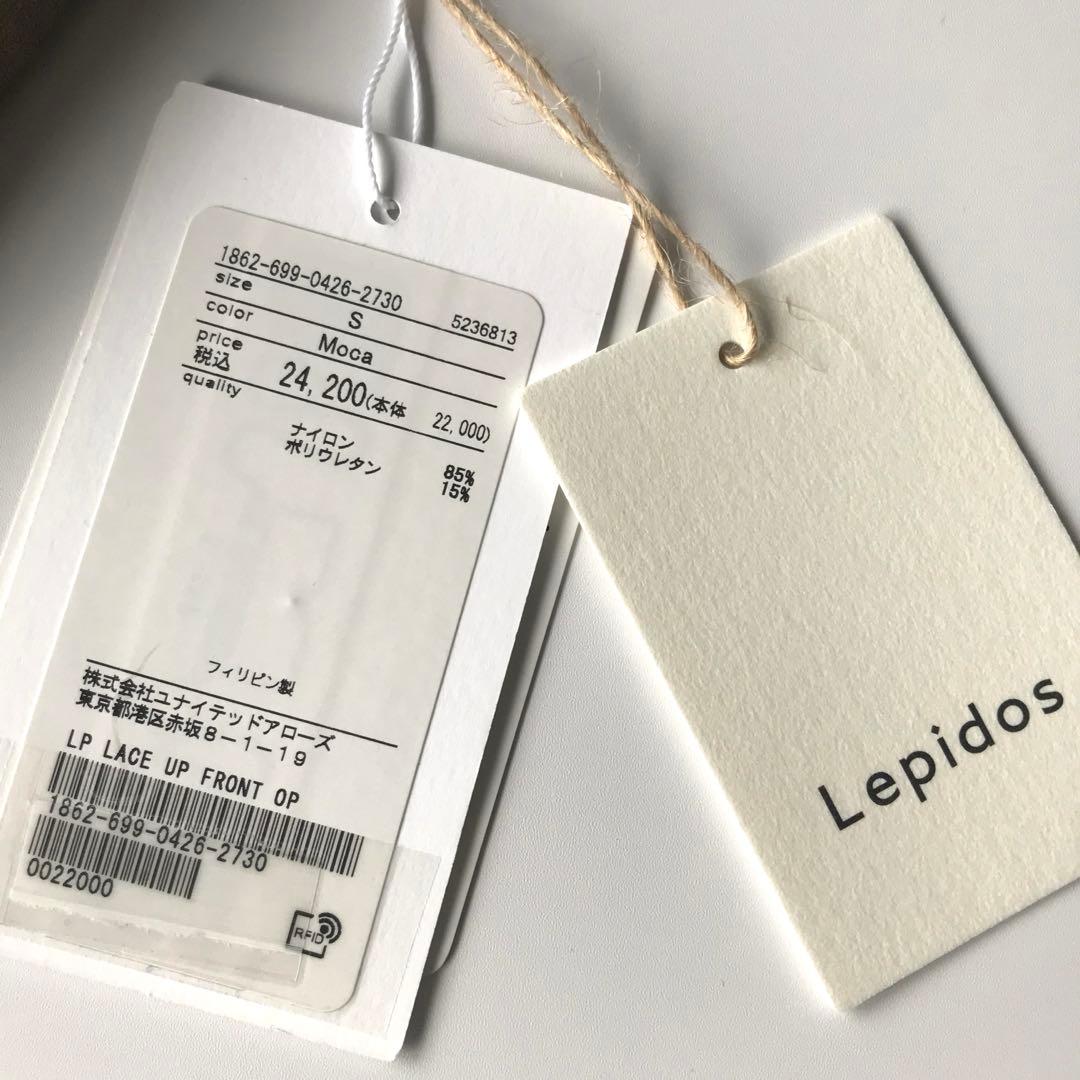 1862-699-0426-2730
size S 5236813
color Moca
price
税込 24,200(本体 22,000)
quality
ナイロン 85%
ポリウレタン 15%
フィリピン製
株式会社ユナイテッドアローズ
東京都港区赤坂8-1-19
LP LACE UP FRONT OP
1862-699-0426-2730
0022000
RFID
Lepidos